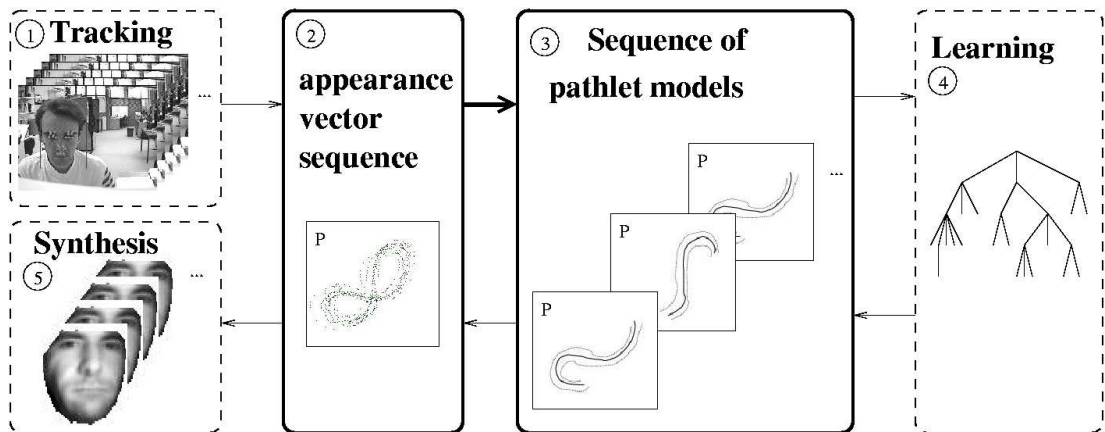 1 Tracking
...
2
appearance
vector
sequence
P
3 Sequence of
pathlet models
P
...
P
P
Learning
4
Synthesis
5
...